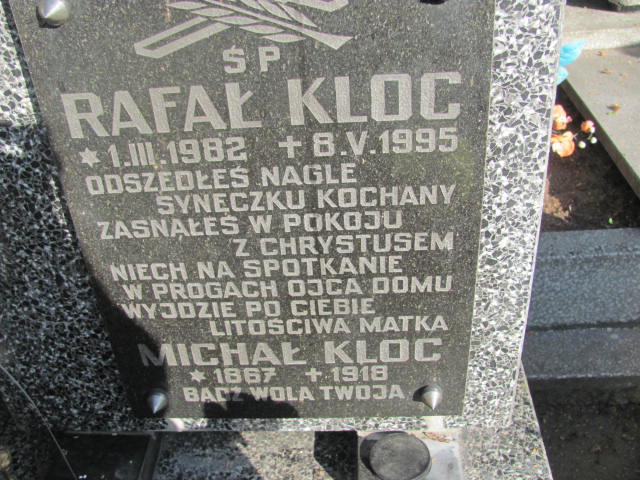 Ś P
RAFAŁ KLOC
* 1.III.1982 + 8.V.1995
ODSZEDŁEŚ NAGLE
SYNECZKU KOCHANY
ZASNĄŁEŚ W POKOJU
Z CHRYSTUSEM
NIECH NA SPOTKANIE
W PROGACH OJCA DOMU
WYJDZIE PO CIEBIE
LITOŚCIWA MATKA
MICHAŁ KLOC
* 1867 + 1918
BĄDŹ WOLA TWOJA